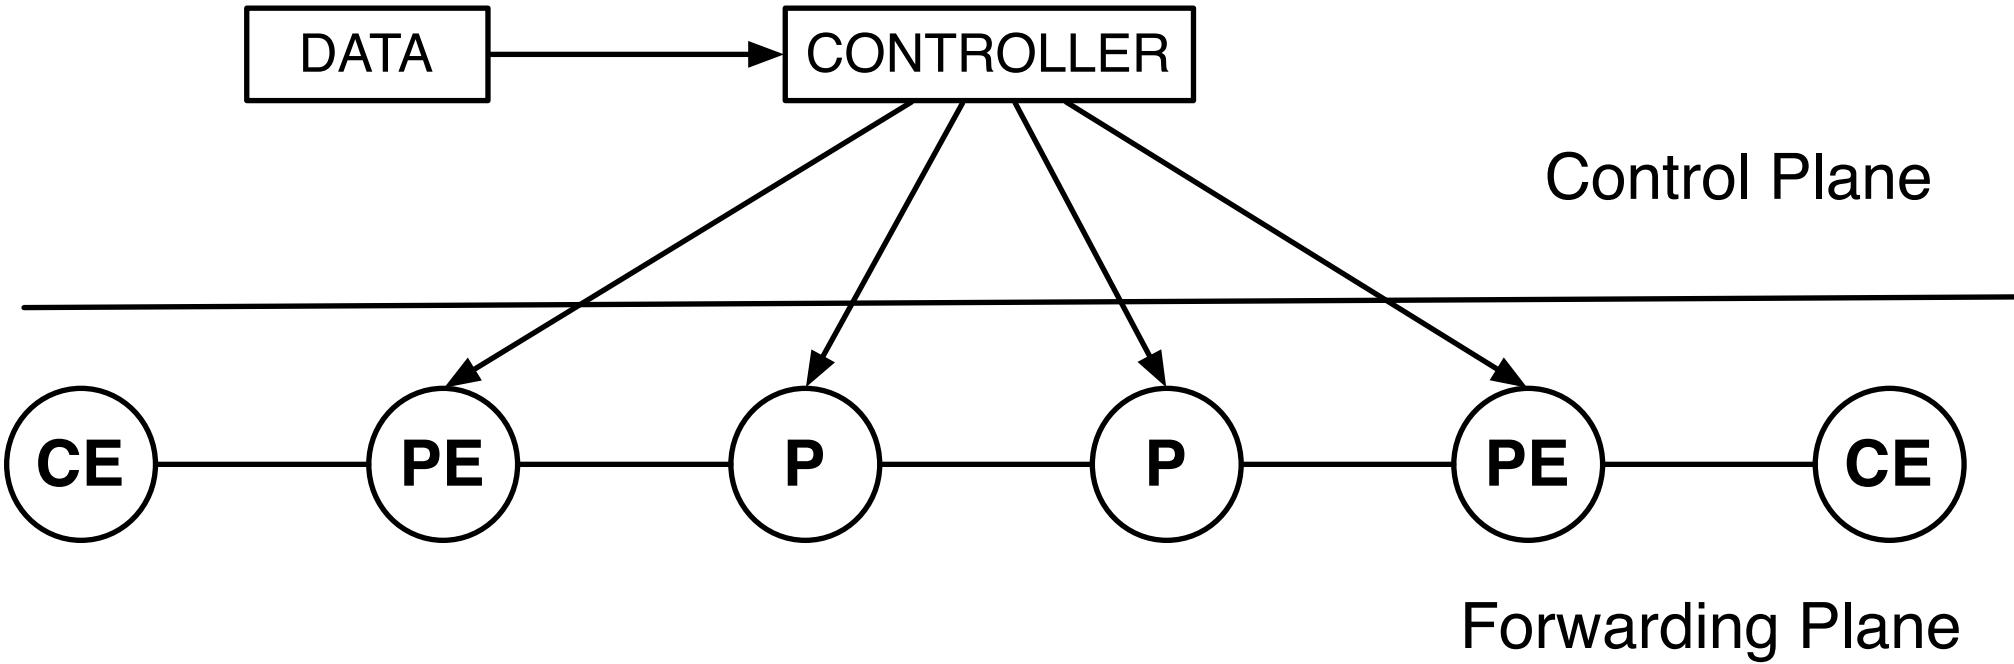 DATA
CONTROLLER
Control Plane
CE
PE
P
P
PE
CE
Forwarding Plane